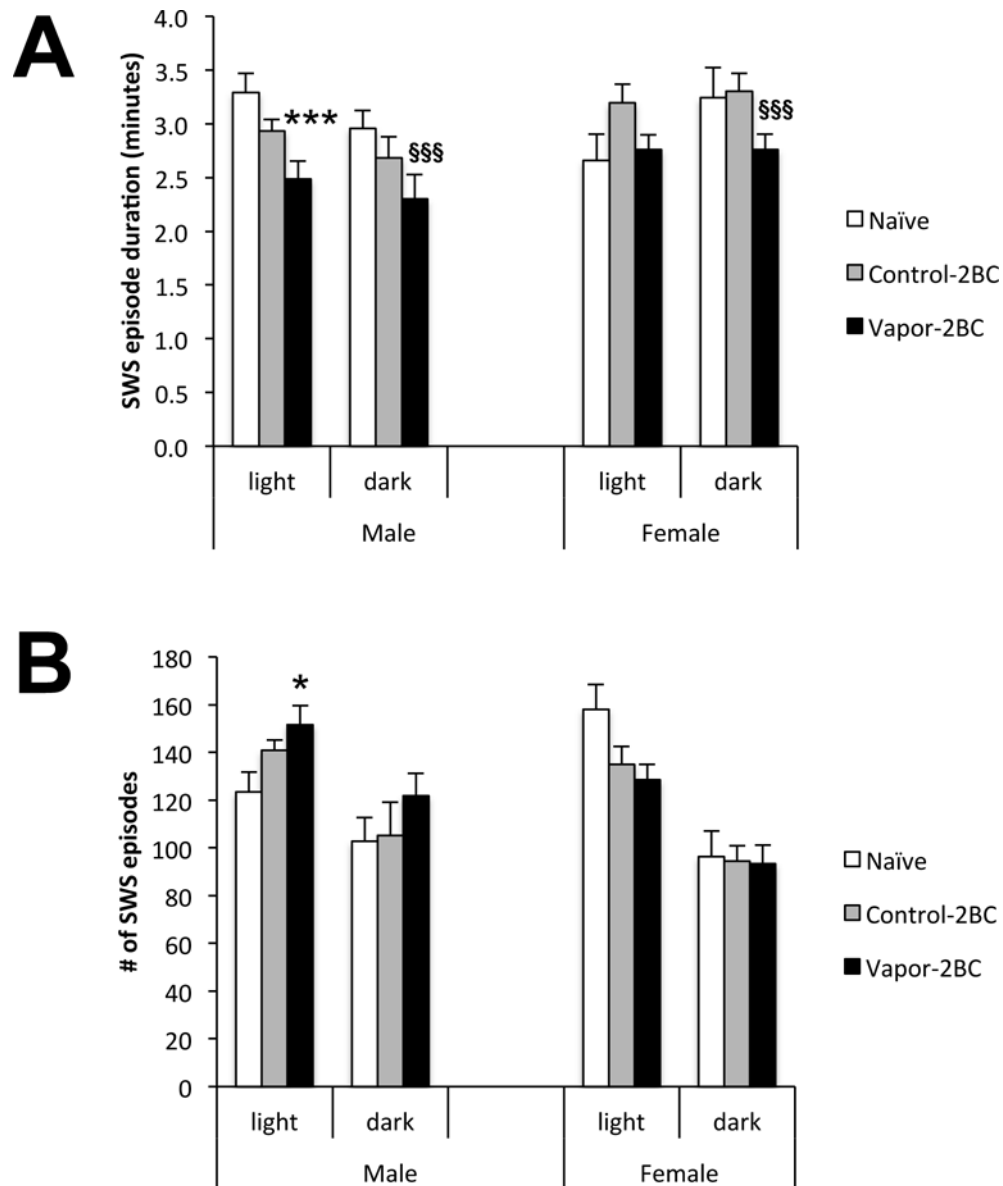 A
SWS episode duration (minutes)
4.0
3.5
3.0
2.5
2.0
1.5
1.0
0.5
0.0
***
§§§
§§§
light dark light dark
Male Female
Naïve
Control-2BC
Vapor-2BC
B
# of SWS episodes
180
160
140
120
100
80
60
40
20
0
*
light dark light dark
Male Female
Naïve
Control-2BC
Vapor-2BC